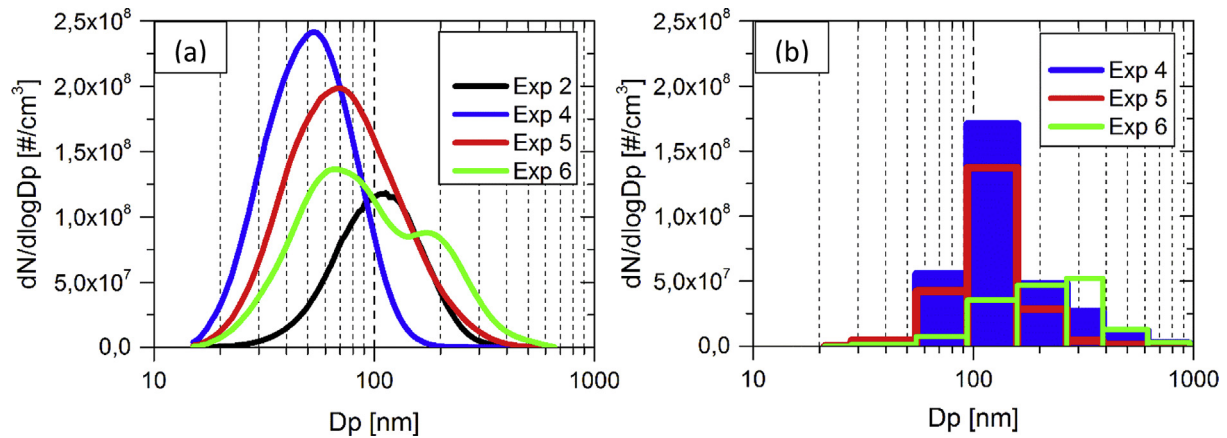 (a)
Exp 2
Exp 4
Exp 5
Exp 6
dN/dlogDp [#/cm³]
2,5x10⁸
2,0x10⁸
1,5x10⁸
1,0x10⁸
5,0x10⁷
0,0
10
100
1000
Dp [nm]
(b)
Exp 4
Exp 5
Exp 6
dN/dlogDp [#/cm³]
2,5x10⁸
2,0x10⁸
1,5x10⁸
1,0x10⁸
5,0x10⁷
0,0
10
100
1000
Dp [nm]